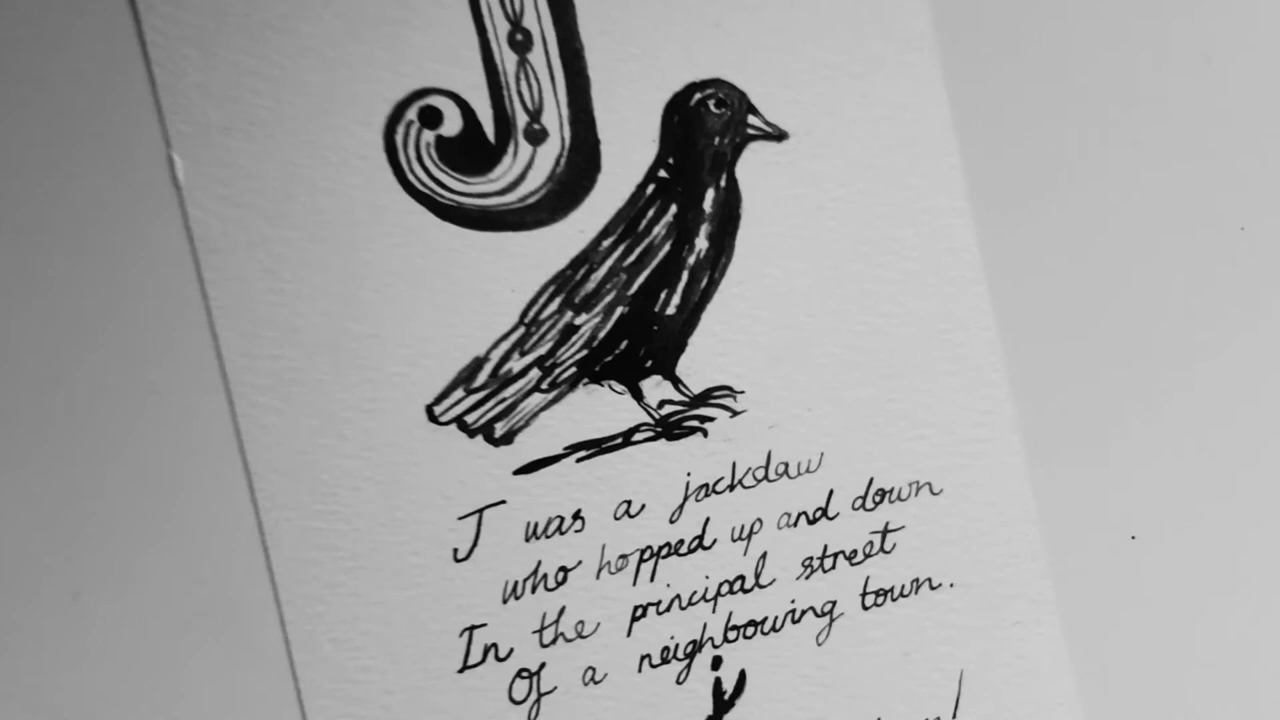 J
J was a jackdaw
who hopped up and down
In the principal street
Of a neighbouring town.
j